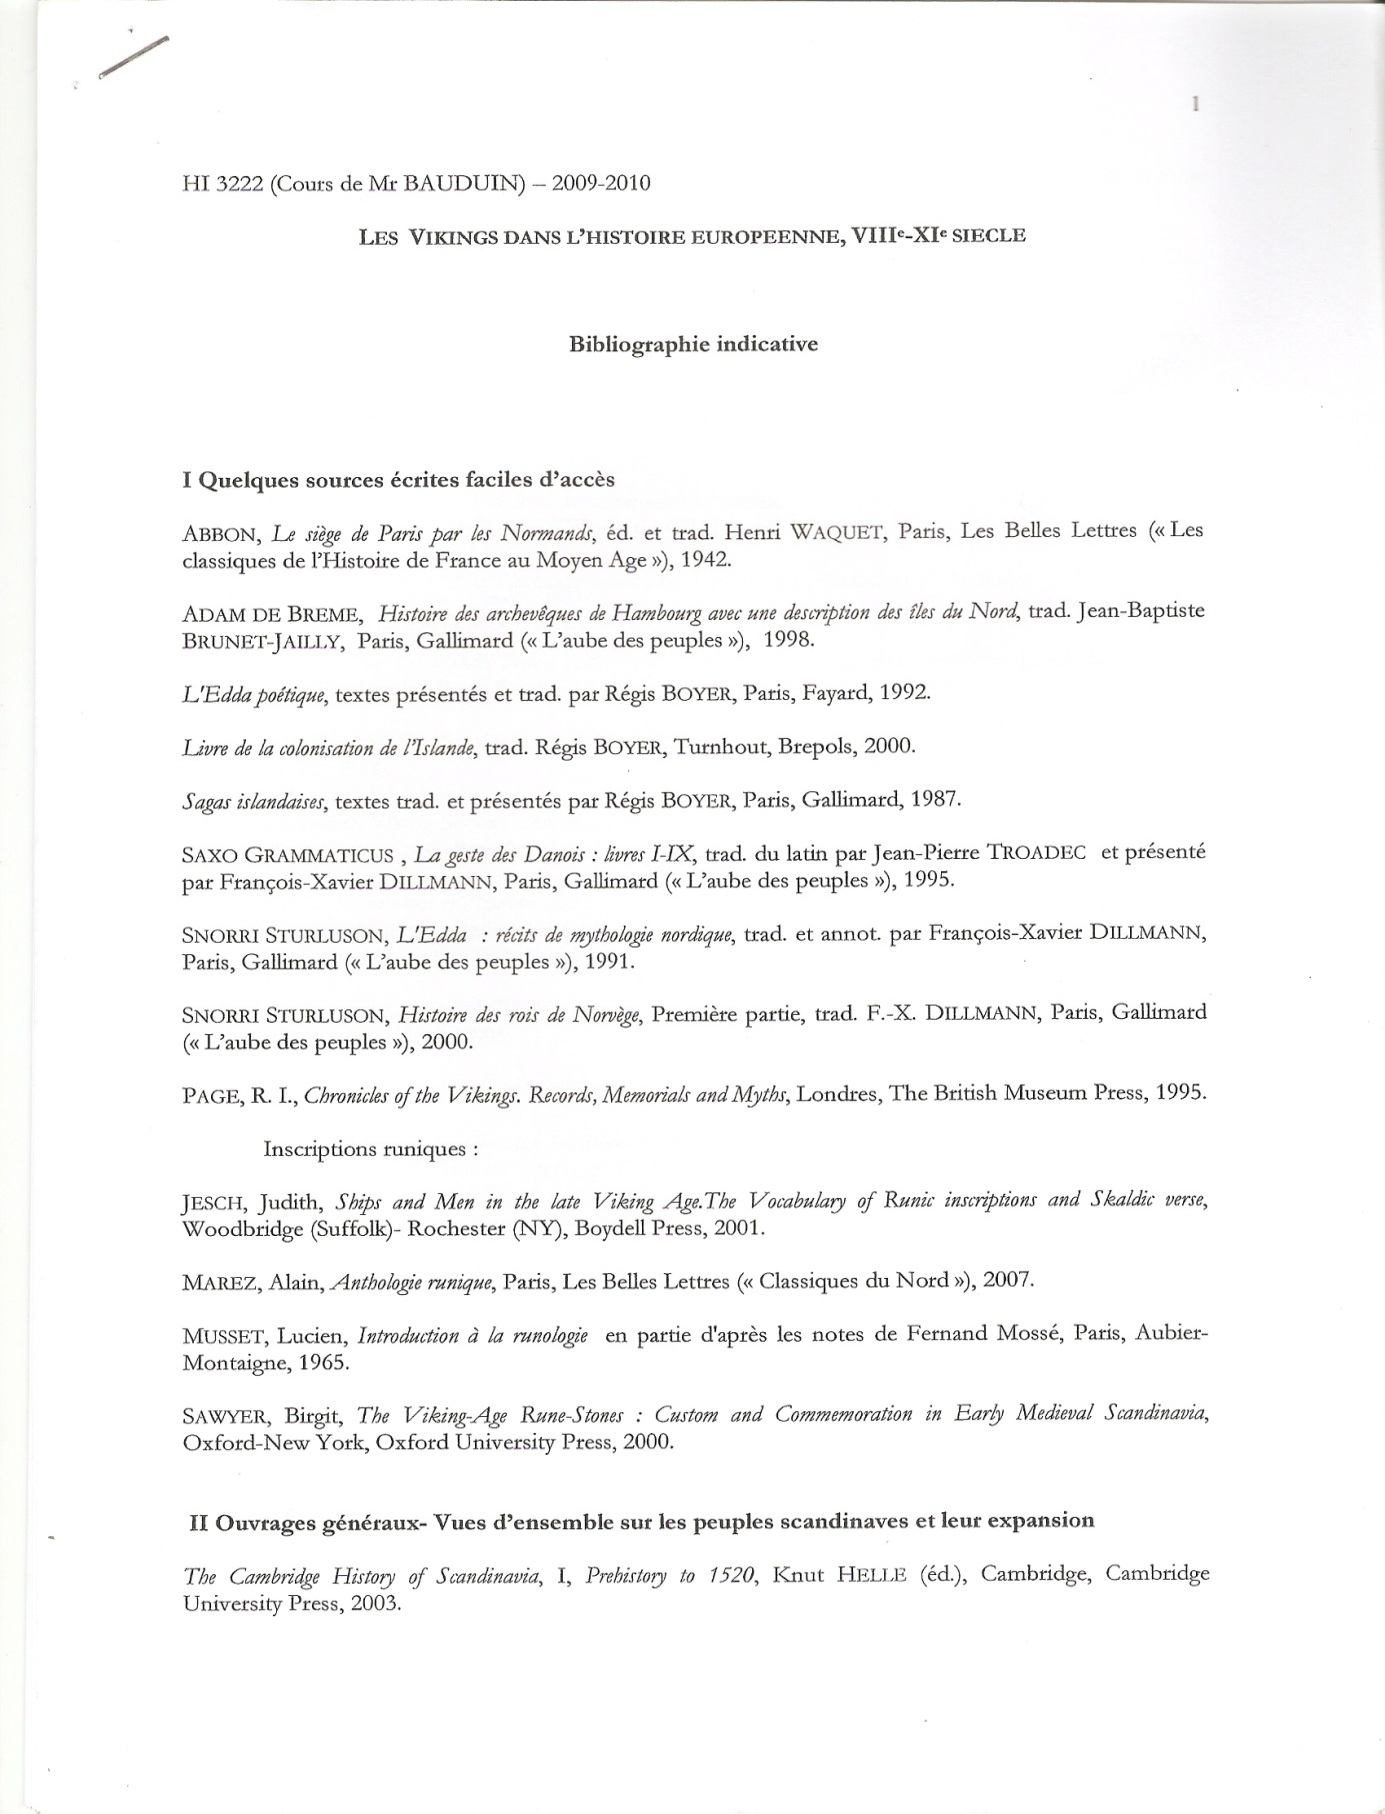 1
HI 3222 (Cours de Mr BAUDUIN) – 2009-2010
LES VIKINGS DANS L'HISTOIRE EUROPEENNE, VIIIe-XIe SIECLE
Bibliographie indicative
I Quelques sources écrites faciles d'accès
ABBON, Le siège de Paris par les Normands, éd. et trad. Henri WAQUET, Paris, Les Belles Lettres (« Les
classiques de l'Histoire de France au Moyen Age »), 1942.
ADAM DE BREME, Histoire des archevêques de Hambourg avec une description des îles du Nord, trad. Jean-Baptiste
BRUNET-JAILLY, Paris, Gallimard (« L'aube des peuples »), 1998.
L'Edda poétique, textes présentés et trad. par Régis BOYER, Paris, Fayard, 1992.
Livre de la colonisation de l'Islande, trad. Régis BOYER, Turnhout, Brepols, 2000.
Sagas islandaises, textes trad. et présentés par Régis BOYER, Paris, Gallimard, 1987.
SAXO GRAMMATICUS , La geste des Danois : livres I-IX, trad. du latin par Jean-Pierre TROADEC et présenté
par François-Xavier DILLMANN, Paris, Gallimard (« L'aube des peuples »), 1995.
SNORRI STURLUSON, L'Edda : récits de mythologie nordique, trad. et annot. par François-Xavier DILLMANN,
Paris, Gallimard (« L'aube des peuples »), 1991.
SNORRI STURLUSON, Histoire des rois de Norvège, Première partie, trad. F.-X. DILLMANN, Paris, Gallimard
(« L'aube des peuples »), 2000.
PAGE, R. I., Chronicles of the Vikings. Records, Memorials and Myths, Londres, The British Museum Press, 1995.
Inscriptions runiques :
JESCH, Judith, Ships and Men in the late Viking Age.The Vocabulary of Runic inscriptions and Skaldic verse,
Woodbridge (Suffolk)- Rochester (NY), Boydell Press, 2001.
MAREZ, Alain, Anthologie runique, Paris, Les Belles Lettres (« Classiques du Nord »), 2007.
MUSSET, Lucien, Introduction à la runologie en partie d'après les notes de Fernand Mossé, Paris, Aubier-
Montaigne, 1965.
SAWYER, Birgit, The Viking-Age Rune-Stones : Custom and Commemoration in Early Medieval Scandinavia,
Oxford-New York, Oxford University Press, 2000.
II Ouvrages généraux- Vues d'ensemble sur les peuples scandinaves et leur expansion
The Cambridge History of Scandinavia, I, Prehistory to 1520, Knut HELLE (éd.), Cambridge, Cambridge
University Press, 2003.